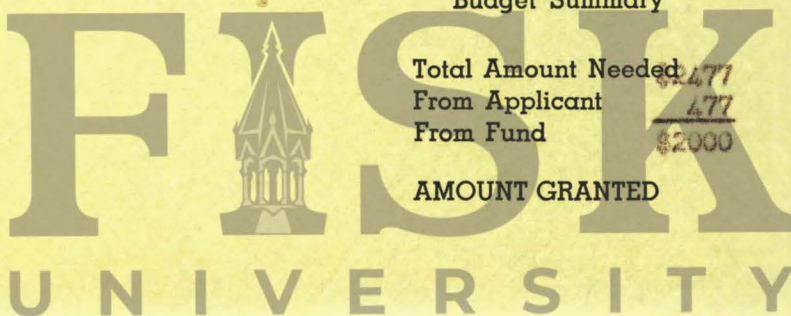 Budget Summary
Total Amount Needed $2477
From Applicant 477
From Fund $2000
AMOUNT GRANTED
FISK
UNIVERSITY